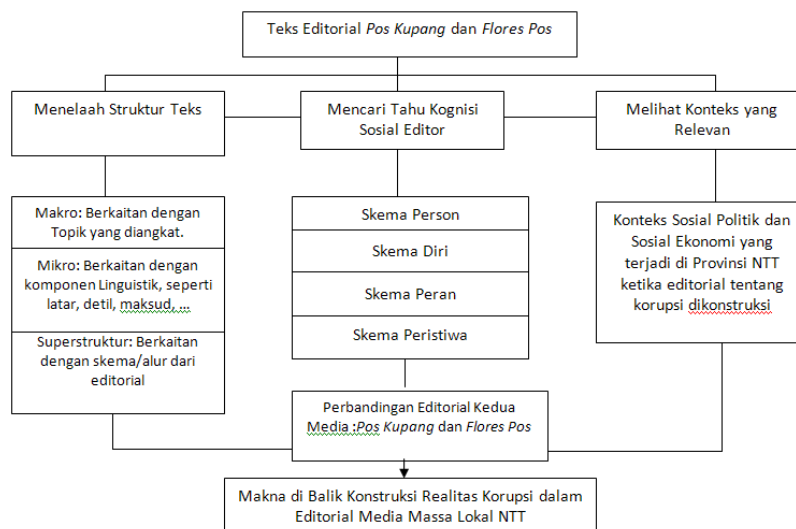 Teks Editorial Pos Kupang dan Flores Pos
Menelaah Struktur Teks
Mencari Tahu Kognisi
Sosial Editor
Melihat Konteks yang
Relevan
Makro: Berkaitan dengan
Topik yang diangkat.
Mikro: Berkaitan dengan
komponen Linguistik, seperti
latar, detil, maksud, ...
Superstruktur: Berkaitan
dengan skema/alur dari
editorial
Skema Person
Skema Diri
Skema Peran
Skema Peristiwa
Konteks Sosial Politik dan
Sosial Ekonomi yang
terjadi di Provinsi NTT
ketika editorial tentang
korupsi dikonstruksi
Perbandingan Editorial Kedua
Media :Pos Kupang dan Flores Pos
Makna di Balik Konstruksi Realitas Korupsi dalam
Editorial Media Massa Lokal NTT